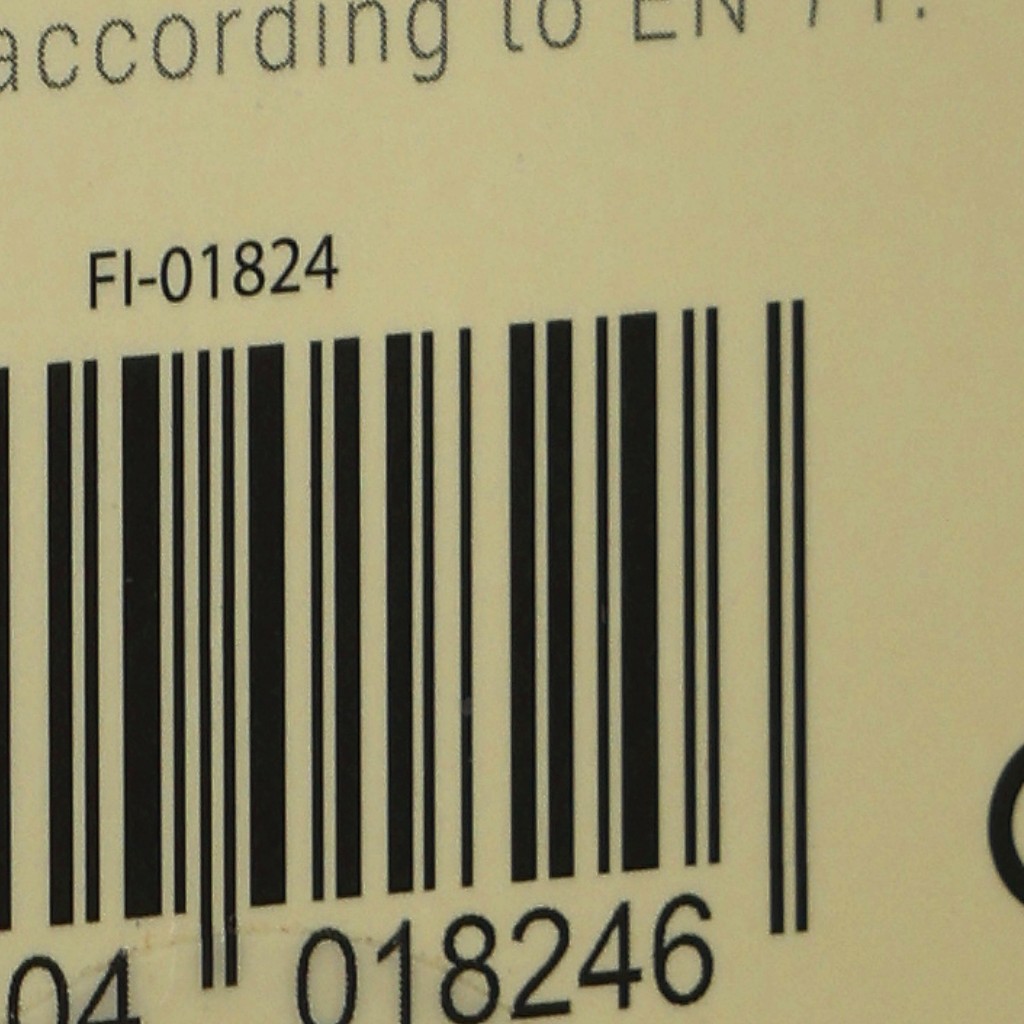 according to EN 71.
FI-01824
04 018246